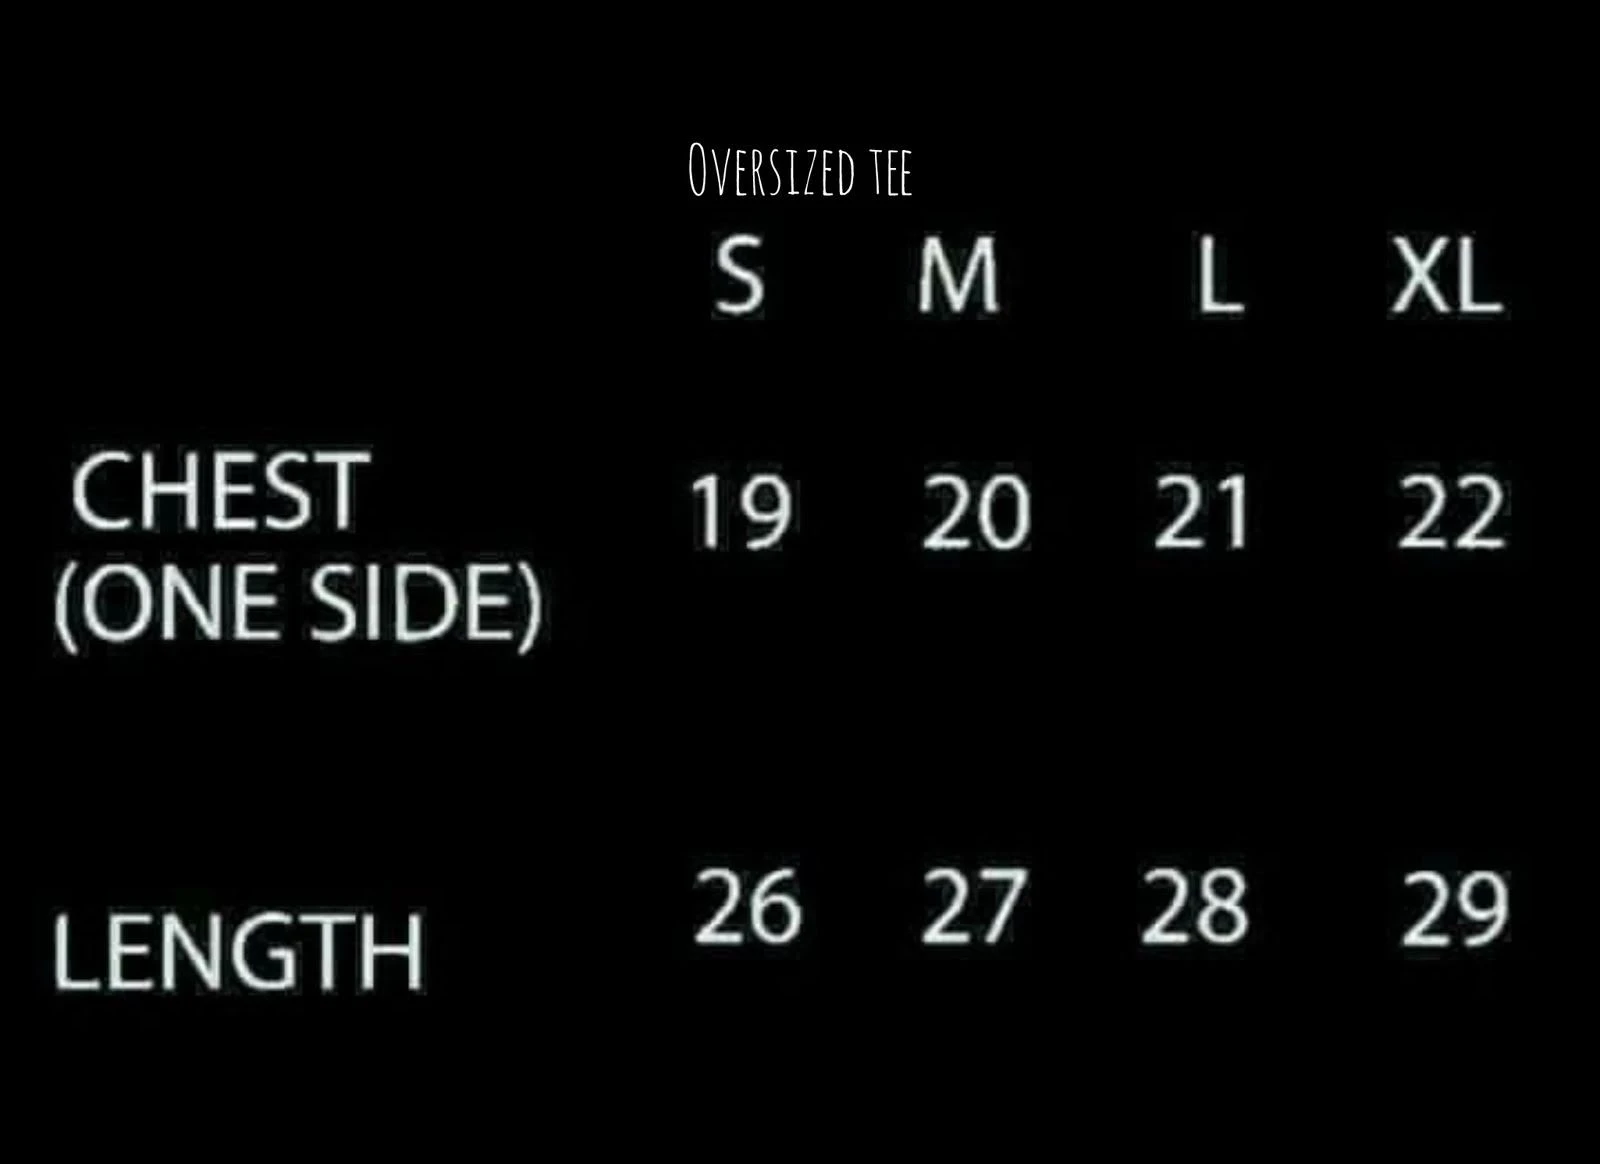 OVERSIZED TEE
S M L XL
CHEST 19 20 21 22
(ONE SIDE)
LENGTH 26 27 28 29